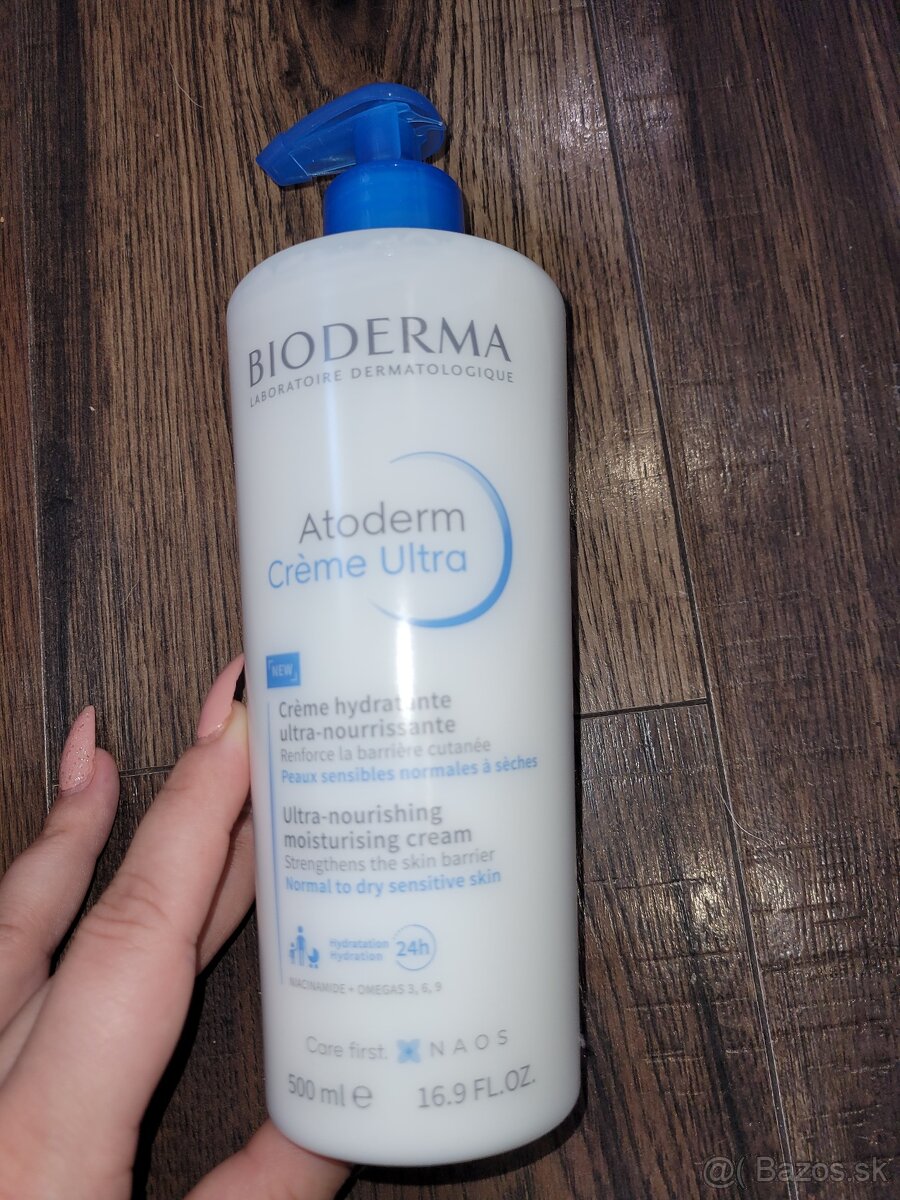 BIODERMA
LABORATOIRE DERMATOLOGIQUE
Atoderm
Crème Ultra
NEW
Crème hydratante
ultra-nourrissante
Renforce la barrière cutanée
Peaux sensibles normales à sèches
Ultra-nourishing
moisturising cream
Strengthens the skin barrier
Normal to dry sensitive skin
Hydratation
Hydration
24h
NIACINAMIDE + OMEGAS 3, 6, 9
Care first. NAOS
500 ml e 16.9 FL.OZ.
@( Bazos.sk